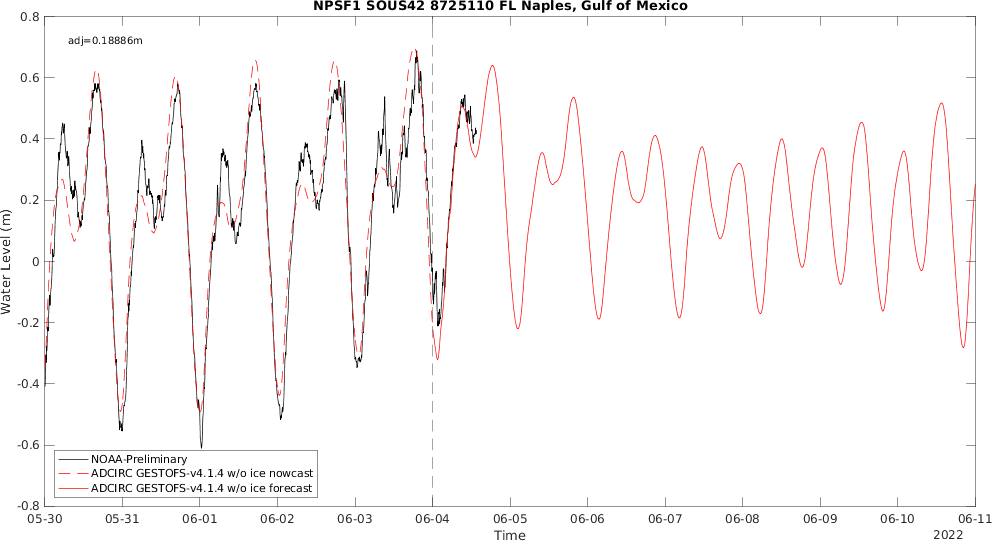 NPSF1 SOUS42 8725110 FL Naples, Gulf of Mexico
adj=0.18886m
0.8
0.6
0.4
0.2
0
-0.2
-0.4
-0.6
-0.8
Water Level (m)
NOAA-Preliminary
ADCIRC GESTOFS-v4.1.4 w/o ice nowcast
ADCIRC GESTOFS-v4.1.4 w/o ice forecast
05-30 05-31 06-01 06-02 06-03 06-04 06-05 06-06 06-07 06-08 06-09 06-10 06-11
Time
2022